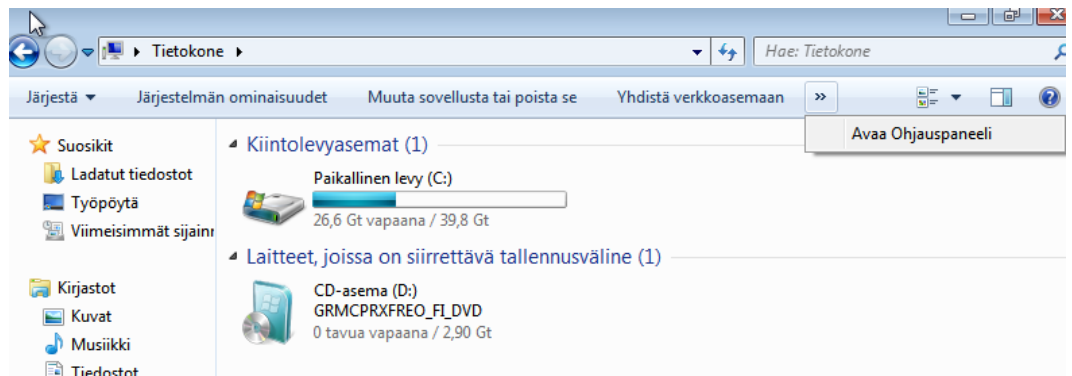 Tietokone
Hae: Tietokone
Järjestä
Järjestelmän ominaisuudet
Muuta sovellusta tai poista se
Yhdistä verkkoasemaan
»
Avaa Ohjauspaneeli
Suosikit
Ladatut tiedostot
Työpöytä
Viimeisimmät sijainn
Kirjastot
Kuvat
Musiikki
Tiedostot
Kiintolevyasemat (1)
Paikallinen levy (C:)
26,6 Gt vapaana / 39,8 Gt
Laitteet, joissa on siirrettävä tallennusväline (1)
CD-asema (D:)
GRMCPRXFREO_FI_DVD
0 tavua vapaana / 2,90 Gt